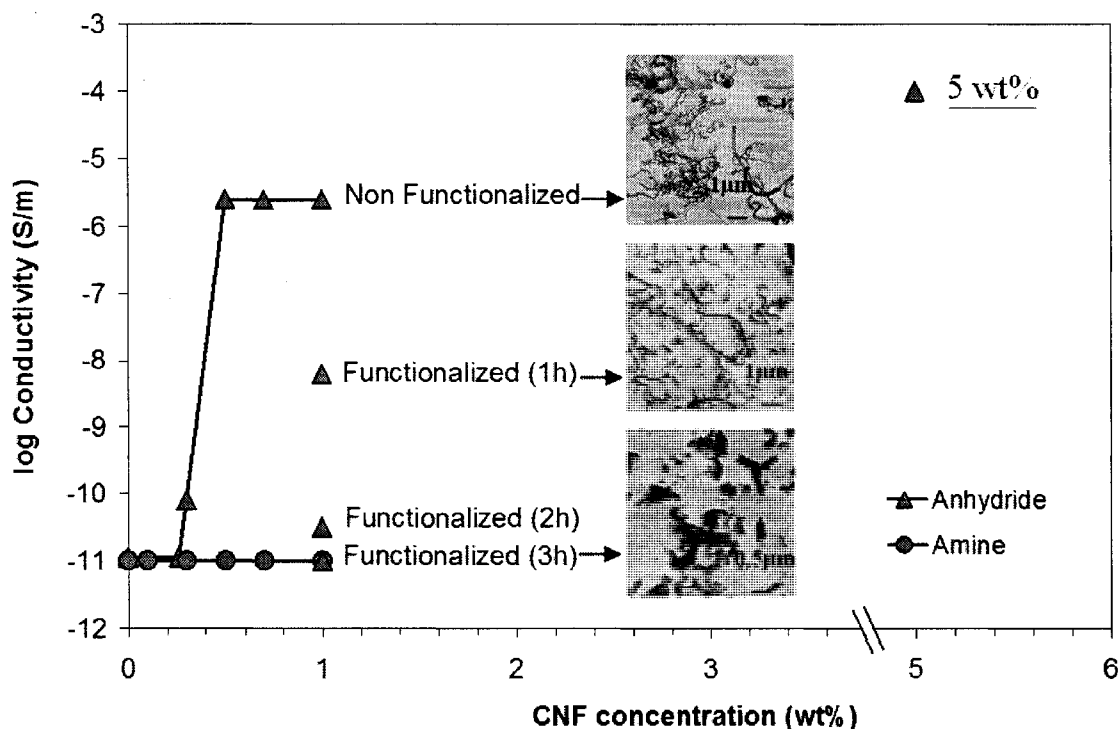 -3
-4
-5
-6
-7
-8
-9
-10
-11
-12
log Conductivity (S/m)
5 wt%
Non Functionalized
1µm
Functionalized (1h)
1µm
Functionalized (2h)
Functionalized (3h)
0,5µm
Anhydride
Amine
0 1 2 3 5 6
CNF concentration (wt%)